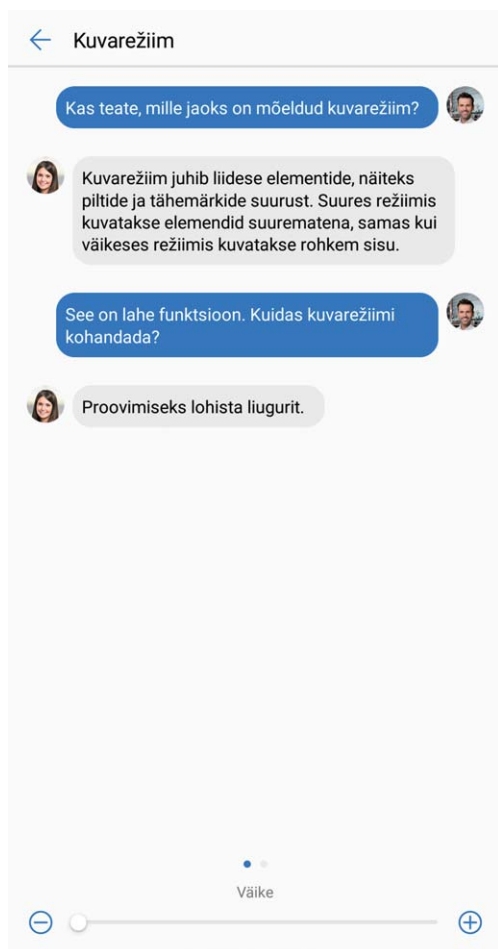 Kuvarežiim
Kas teate, mille jaoks on mõeldud kuvarežiim?
Kuvarežiim juhib liidese elementide, näiteks
piltide ja tähemärkide suurust. Suures režiimis
kuvatakse elemendid suurematena, samas kui
väikeses režiimis kuvatakse rohkem sisu.
See on lahe funktsioon. Kuidas kuvarežiimi
kohandada?
Proovimiseks lohista liugurit.
Väike